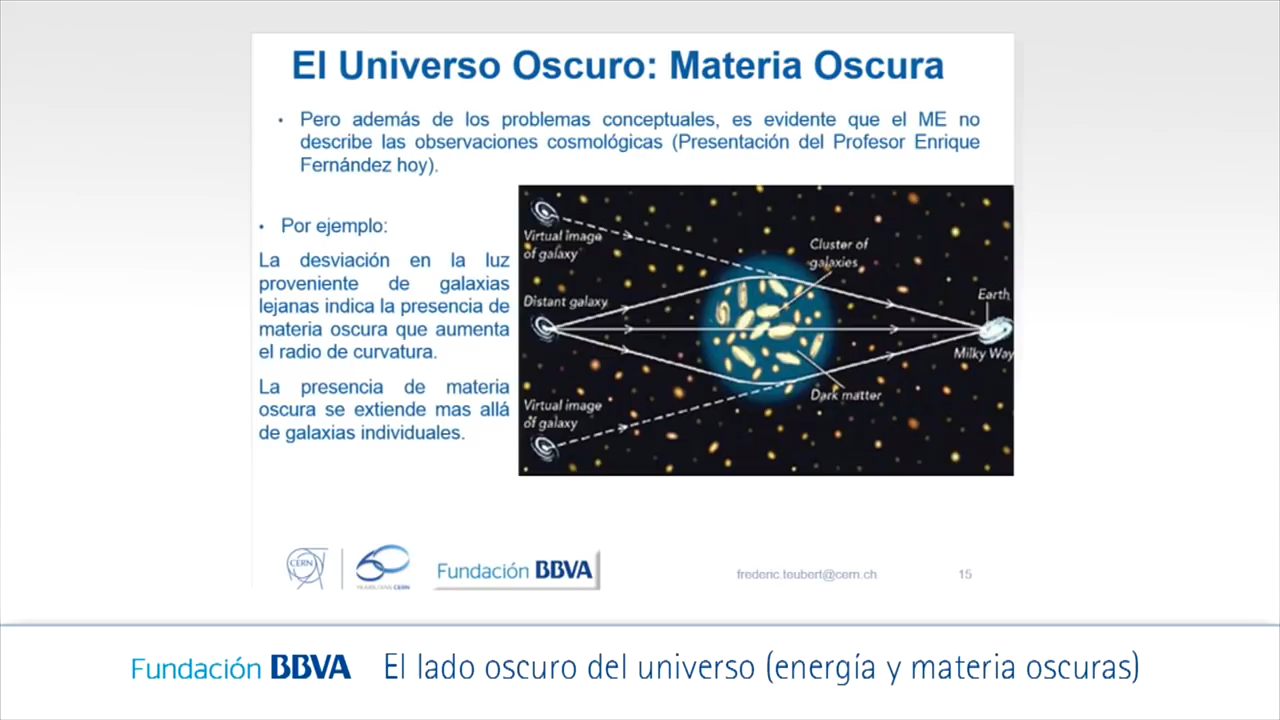 El Universo Oscuro: Materia Oscura
• Pero además de los problemas conceptuales, es evidente que el ME no
describe las observaciones cosmológicas (Presentación del Profesor Enrique
Fernández hoy).
• Por ejemplo:
La desviación en la luz
proveniente de galaxias
lejanas indica la presencia de
materia oscura que aumenta
el radio de curvatura.
La presencia de materia
oscura se extiende mas allá
de galaxias individuales.
Virtual image
of galaxy
Cluster of
galaxies
Distant galaxy
Earth
Milky Way
Dark matter
Virtual image
of galaxy
CERN
60
CERN
Fundación BBVA
frederic.teubert@cern.ch
15
Fundación BBVA El lado oscuro del universo (energía y materia oscuras)